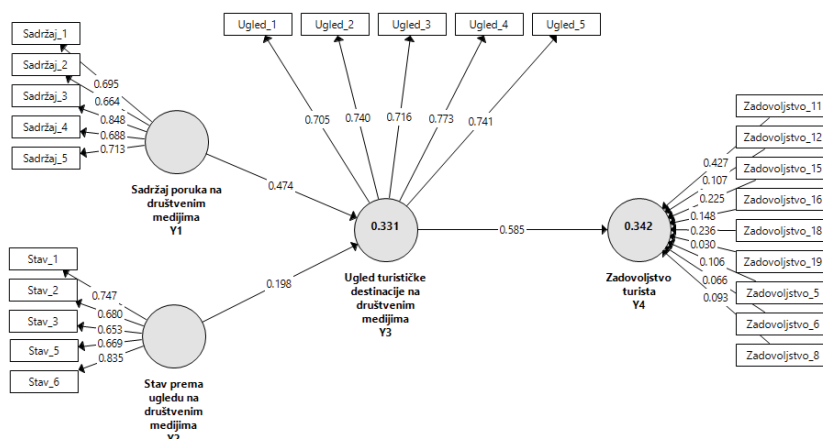 Sadržaj_1
Sadržaj_2
Sadržaj_3
Sadržaj_4
Sadržaj_5
0.695
0.664
0.848
0.688
0.713
Sadržaj poruka na
društvenim
medijima
Y1
Ugled_1
Ugled_2
Ugled_3
Ugled_4
Ugled_5
0.705
0.740
0.716
0.773
0.741
0.474
0.198
0.331
Ugled turističke
destinacije na
društvenim
medijima
Y3
0.585
0.342
Zadovoljstvo
turista
Y4
Zadovoljstvo_11
Zadovoljstvo_12
Zadovoljstvo_15
Zadovoljstvo_16
Zadovoljstvo_18
Zadovoljstvo_19
Zadovoljstvo_5
Zadovoljstvo_6
Zadovoljstvo_8
0.427
0.107
0.225
0.148
0.236
0.030
0.106
0.066
0.093
Stav_1
Stav_2
Stav_3
Stav_5
Stav_6
0.747
0.680
0.653
0.669
0.835
Stav prema
ugledu na
društvenim
medijima
Y2